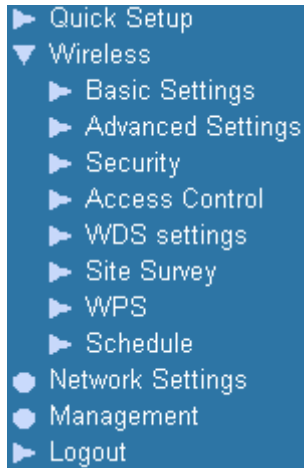 Quick Setup
Wireless
Basic Settings
Advanced Settings
Security
Access Control
WDS settings
Site Survey
WPS
Schedule
Network Settings
Management
Logout